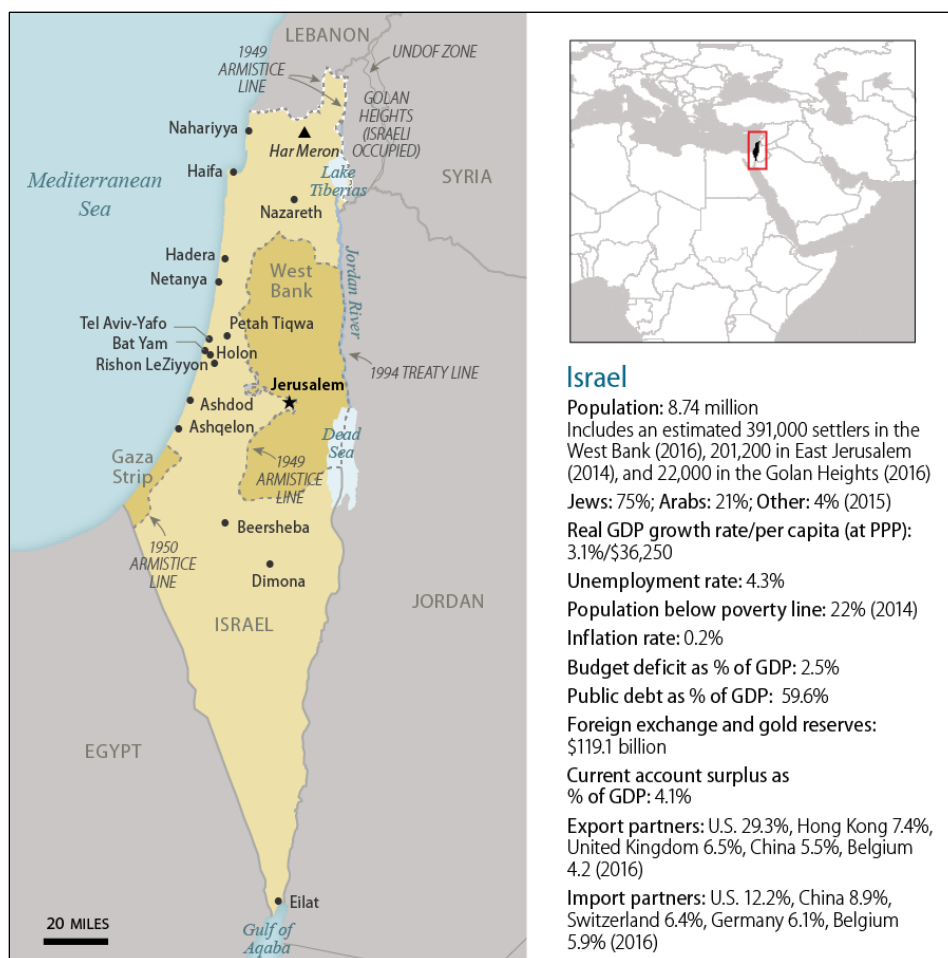 LEBANON
UNDOF ZONE
1949
ARMISTICE
LINE
GOLAN
HEIGHTS
(ISRAELI
OCCUPIED)
Nahariyya
Har Meron
Haifa
Lake
Tiberias
SYRIA
Mediterranean
Sea
Nazareth
Hadera
West
Bank
Jordan River
Netanya
Tel Aviv-Yafo
Petah Tiqwa
Bat Yam
Holon
Rishon LeZiyyon
1994 TREATY LINE
Jerusalem
Ashdod
Ashqelon
Dead
Sea
Gaza
Strip
1949
ARMISTICE
LINE
Beersheba
1950
ARMISTICE
LINE
Dimona
JORDAN
ISRAEL
EGYPT
Eilat
20 MILES
Gulf of
Aqaba
Israel
Population: 8.74 million
Includes an estimated 391,000 settlers in the
West Bank (2016), 201,200 in East Jerusalem
(2014), and 22,000 in the Golan Heights (2016)
Jews: 75%; Arabs: 21%; Other: 4% (2015)
Real GDP growth rate/per capita (at PPP):
3.1%/$36,250
Unemployment rate: 4.3%
Population below poverty line: 22% (2014)
Inflation rate: 0.2%
Budget deficit as % of GDP: 2.5%
Public debt as % of GDP: 59.6%
Foreign exchange and gold reserves:
$119.1 billion
Current account surplus as
% of GDP: 4.1%
Export partners: U.S. 29.3%, Hong Kong 7.4%,
United Kingdom 6.5%, China 5.5%, Belgium
4.2 (2016)
Import partners: U.S. 12.2%, China 8.9%,
Switzerland 6.4%, Germany 6.1%, Belgium
5.9% (2016)